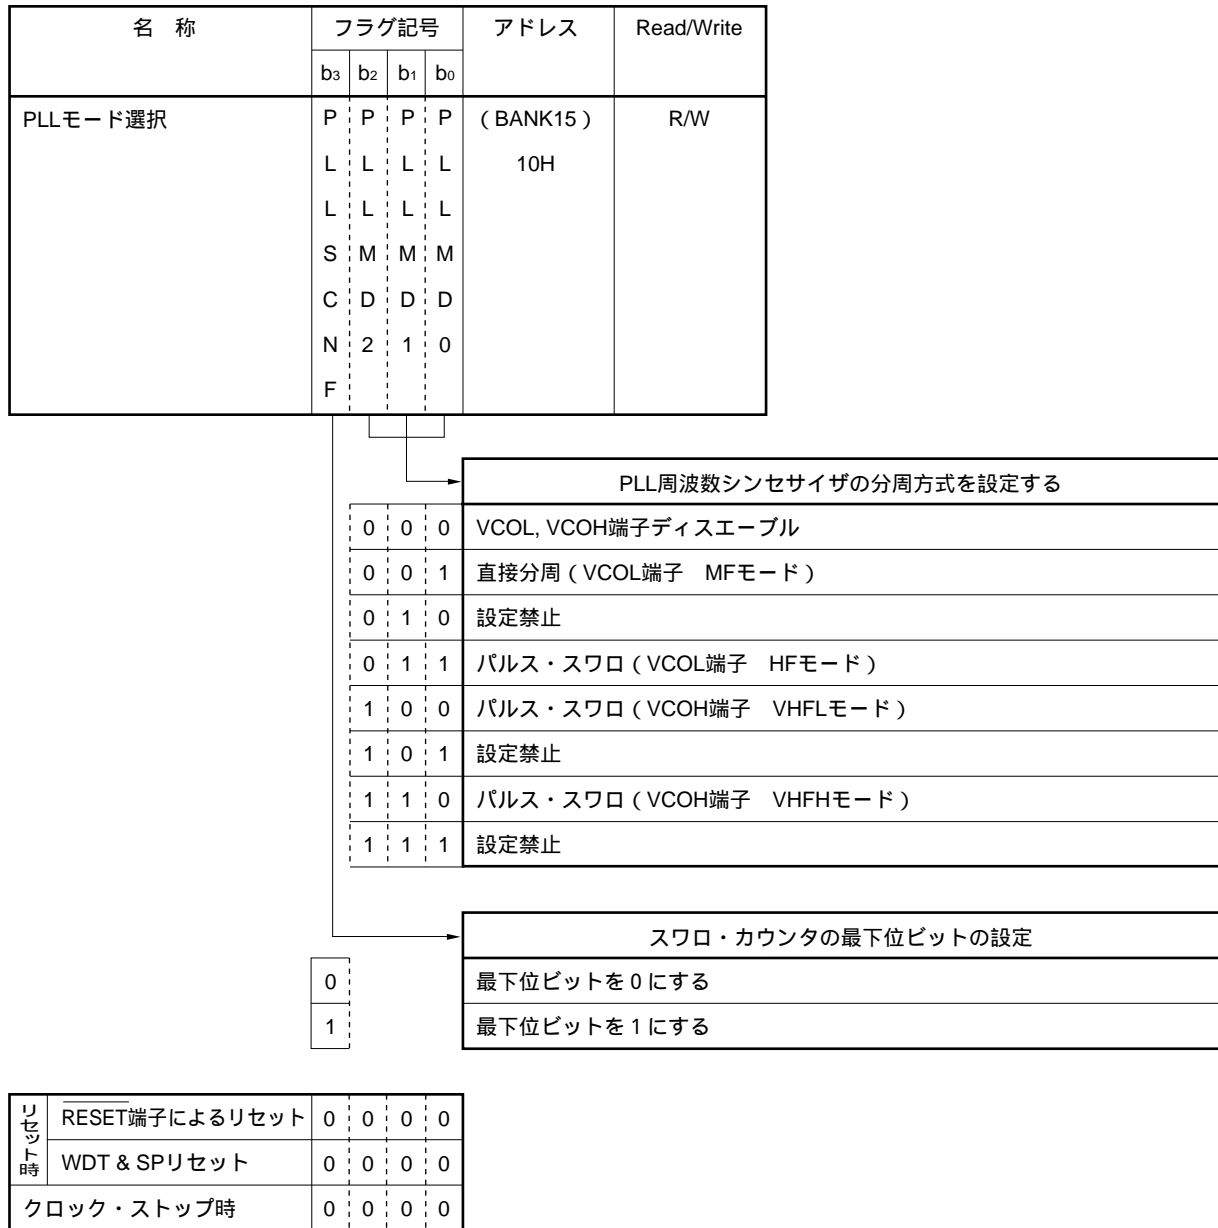 名 称 フラグ記号 アドレス Read/Write
b3 b2 b1 b0
PLLモード選択 P P P P （BANK15） R/W
L L L L 10H
L L L L
S M M M
C D D D
N 2 1 0
F
PLL周波数シンセサイザの分周方式を設定する
0 0 0 VCOL, VCOH端子ディスエーブル
0 0 1 直接分周（VCOL端子 MFモード）
0 1 0 設定禁止
0 1 1 パルス・スワロ（VCOL端子 HFモード）
1 0 0 パルス・スワロ（VCOH端子 VHFLモード）
1 0 1 設定禁止
1 1 0 パルス・スワロ（VCOH端子 VHFHモード）
1 1 1 設定禁止
スワロ・カウンタの最下位ビットの設定
0 最下位ビットを0にする
1 最下位ビットを1にする
リセット時
RESET端子によるリセット 0 0 0 0
WDT & SPリセット 0 0 0 0
クロック・ストップ時 0 0 0 0